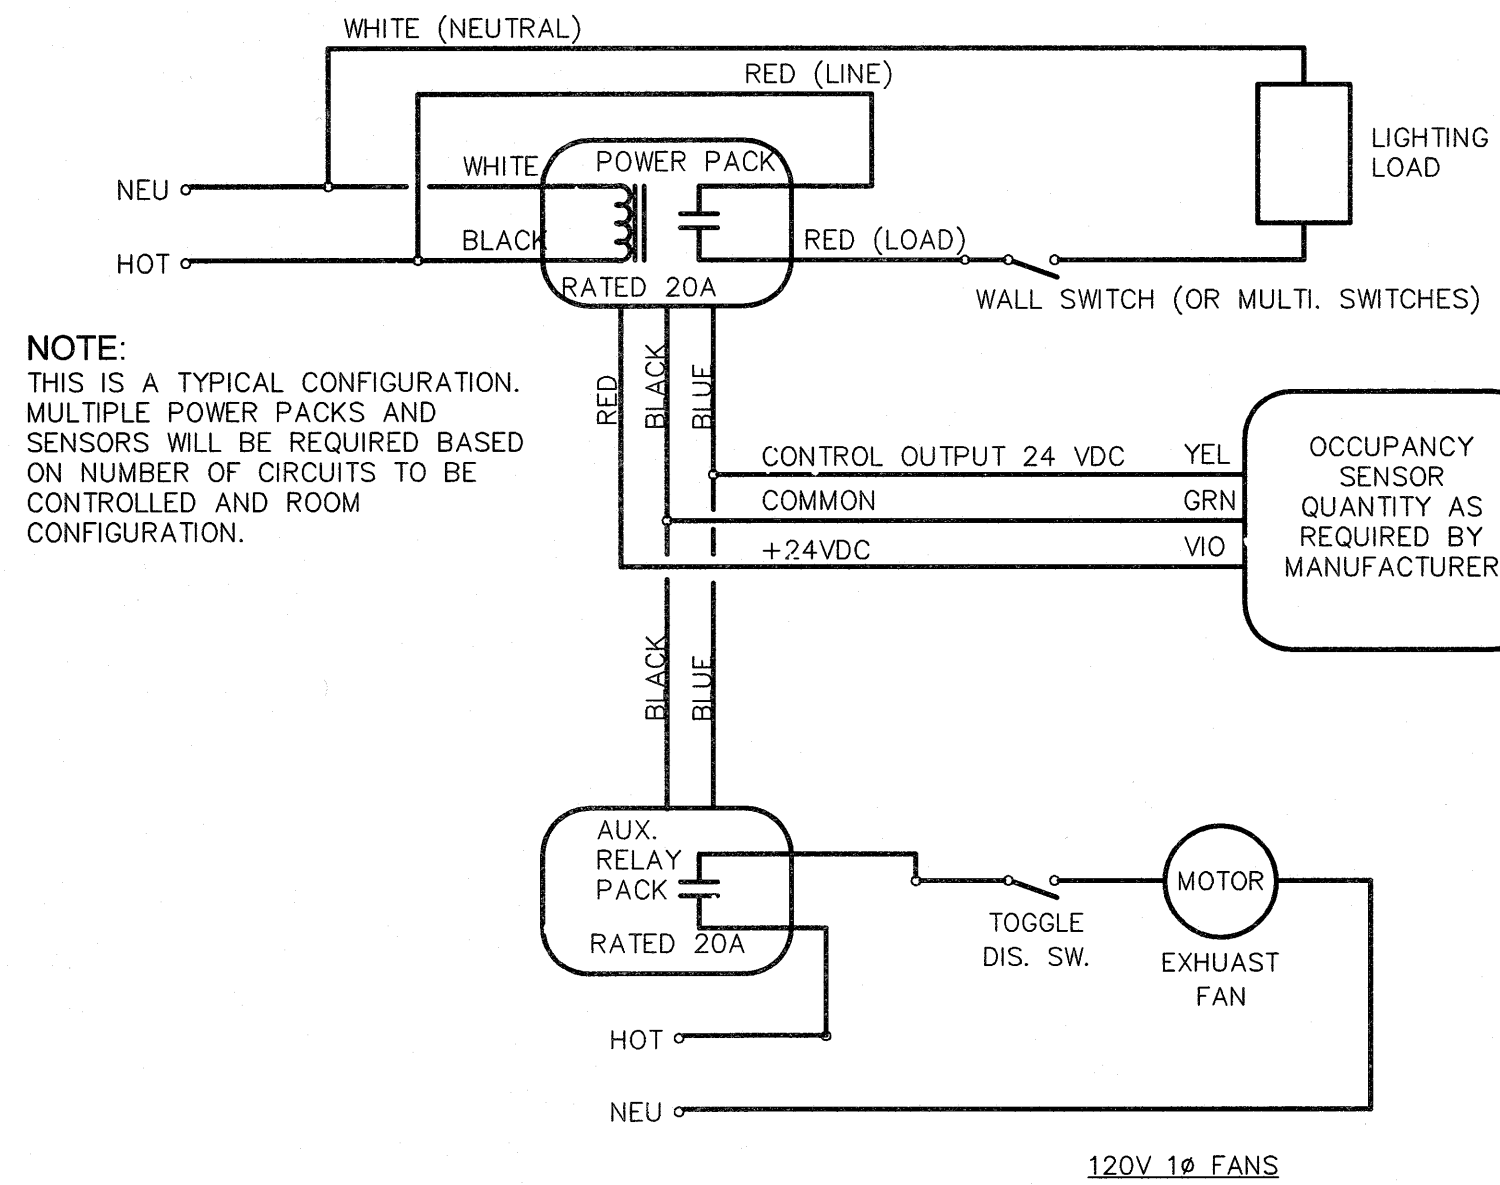 WHITE (NEUTRAL)
RED (LINE)
WHITE
POWER PACK
LIGHTING
LOAD
NEU
BLACK
RED (LOAD)
HOT
RATED 20A
WALL SWITCH (OR MULTI. SWITCHES)
NOTE:
THIS IS A TYPICAL CONFIGURATION.
MULTIPLE POWER PACKS AND
SENSORS WILL BE REQUIRED BASED
ON NUMBER OF CIRCUITS TO BE
CONTROLLED AND ROOM
CONFIGURATION.
RED
BLACK
BLUE
CONTROL OUTPUT 24 VDC YEL
COMMON GRN
+24VDC VIO
OCCUPANCY
SENSOR
QUANTITY AS
REQUIRED BY
MANUFACTURER
BLACK
BLUE
AUX.
RELAY
PACK
RATED 20A
TOGGLE
DIS. SW.
MOTOR
EXHUAST
FAN
HOT
NEU
120V 1ø FANS